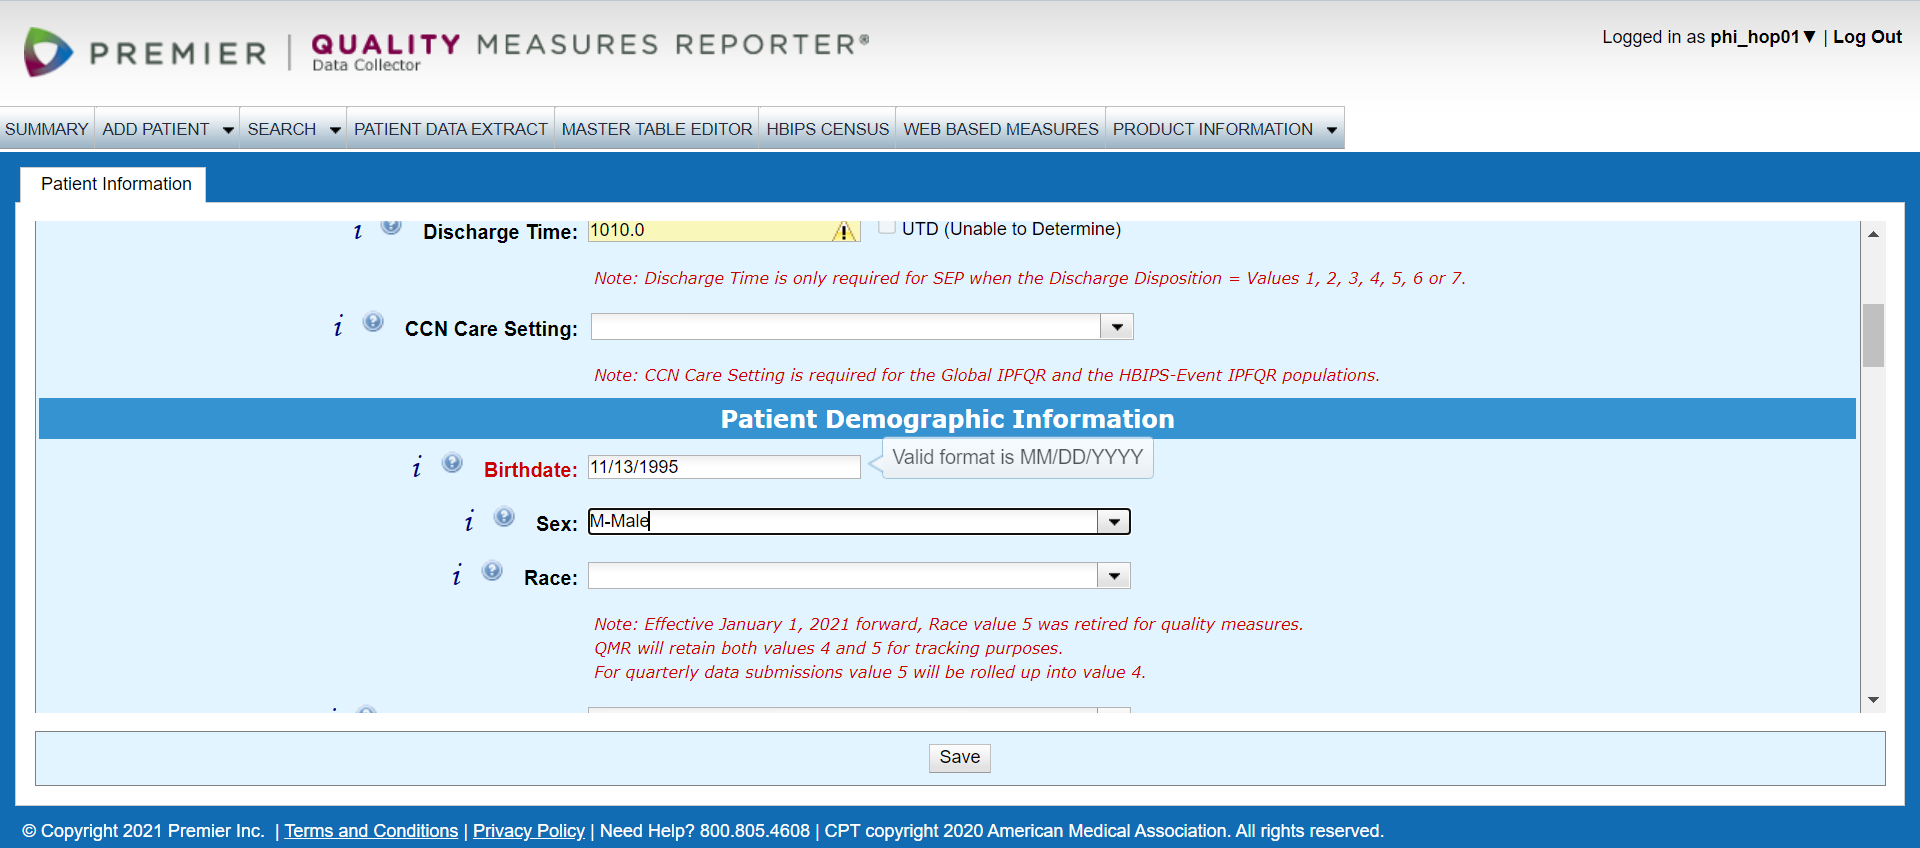 PREMIER | QUALITY MEASURES REPORTER®
Data Collector
Logged in as phi_hop01▼ | Log Out
SUMMARY ADD PATIENT SEARCH PATIENT DATA EXTRACT MASTER TABLE EDITOR HBIPS CENSUS WEB BASED MEASURES PRODUCT INFORMATION
Patient Information
i ? Discharge Time: 1010.0 UTD (Unable to Determine)
Note: Discharge Time is only required for SEP when the Discharge Disposition = Values 1, 2, 3, 4, 5, 6 or 7.
i ? CCN Care Setting:
Note: CCN Care Setting is required for the Global IPFQR and the HBIPS-Event IPFQR populations.
Patient Demographic Information
i ? Birthdate: 11/13/1995 Valid format is MM/DD/YYYY
i ? Sex: M-Male
i ? Race:
Note: Effective January 1, 2021 forward, Race value 5 was retired for quality measures.
QMR will retain both values 4 and 5 for tracking purposes.
For quarterly data submissions value 5 will be rolled up into value 4.
Save
© Copyright 2021 Premier Inc. | Terms and Conditions | Privacy Policy | Need Help? 800.805.4608 | CPT copyright 2020 American Medical Association. All rights reserved.